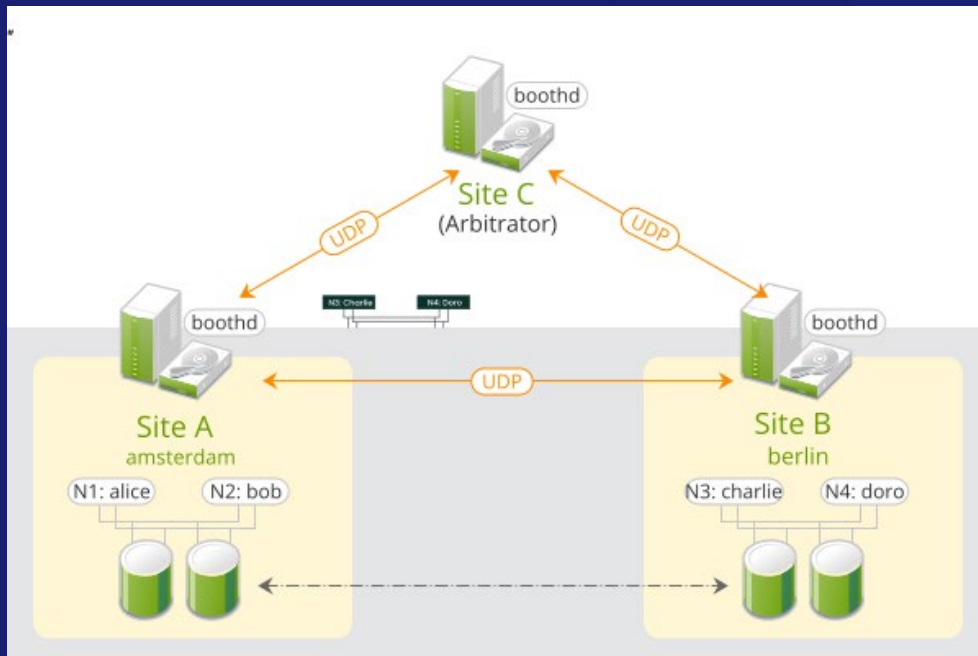 #
boothd
Site C
(Arbitrator)
UDP
UDP
N3: Charlie
N4: Doro
boothd
boothd
UDP
Site A
amsterdam
Site B
berlin
N1: alice
N2: bob
N3: charlie
N4: doro